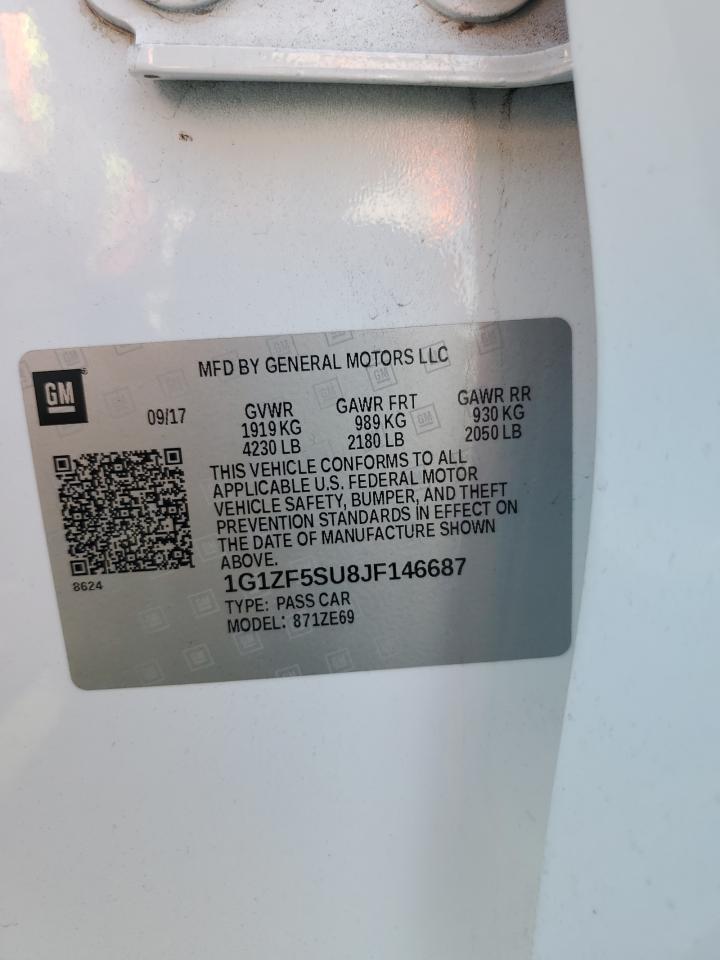 MFD BY GENERAL MOTORS LLC
GM
09/17
GVWR
1919 KG
4230 LB
GAWR FRT
989 KG
2180 LB
GAWR RR
930 KG
2050 LB
THIS VEHICLE CONFORMS TO ALL
APPLICABLE U.S. FEDERAL MOTOR
VEHICLE SAFETY, BUMPER, AND THEFT
PREVENTION STANDARDS IN EFFECT ON
THE DATE OF MANUFACTURE SHOWN
ABOVE.
8624
1G1ZF5SU8JF146687
TYPE: PASS CAR
MODEL: 871ZE69